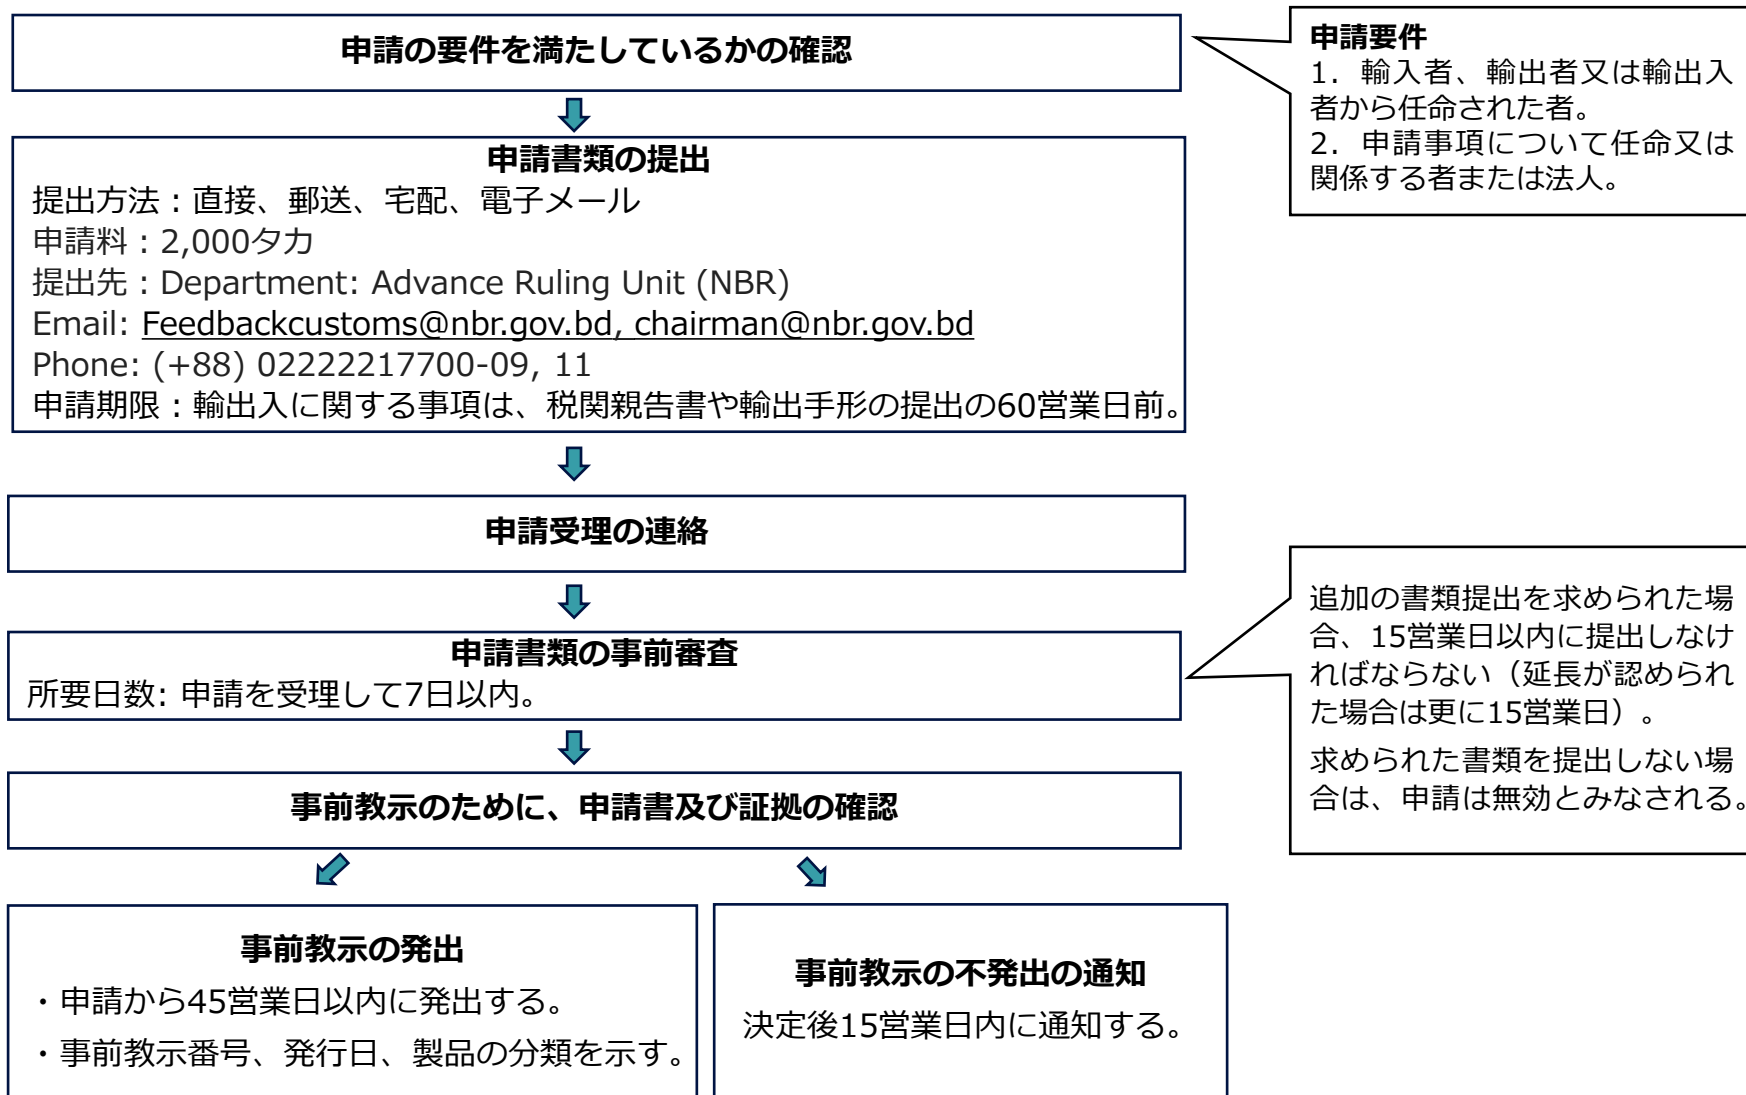 申請の要件を満たしているかの確認
申請要件
1. 輸入者、輸出者又は輸出入
者から任命された者。
2. 申請事項について任命又は
関係する者または法人。
申請書類の提出
提出方法：直接、郵送、宅配、電子メール
申請料：2,000タカ
提出先：Department: Advance Ruling Unit (NBR)
Email: Feedbackcustoms@nbr.gov.bd, chairman@nbr.gov.bd
Phone: (+88) 02222217700-09, 11
申請期限：輸出入に関する事項は、税関親告書や輸出手形の提出の60営業日前。
申請受理の連絡
申請書類の事前審査
所要日数: 申請を受理して7日以内。
追加の書類提出を求められた場
合、15営業日以内に提出しなけ
ればならない（延長が認められ
た場合は更に15営業日）。
求められた書類を提出しない場
合は、申請は無効とみなされる。
事前教示のために、申請書及び証拠の確認
事前教示の発出
・申請から45営業日以内に発出する。
・事前教示番号、発行日、製品の分類を示す。
事前教示の不発出の通知
決定後15営業日内に通知する。